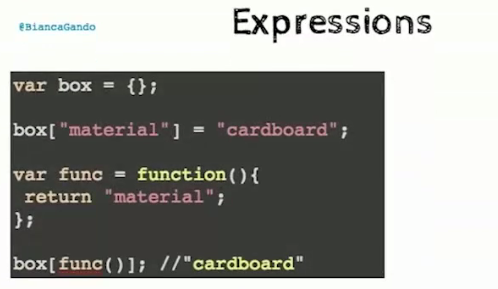 @BiancaGando
Expressions
var box = {};
box["material"] = "cardboard";
var func = function(){
return "material";
};
box[func()]; //"cardboard"